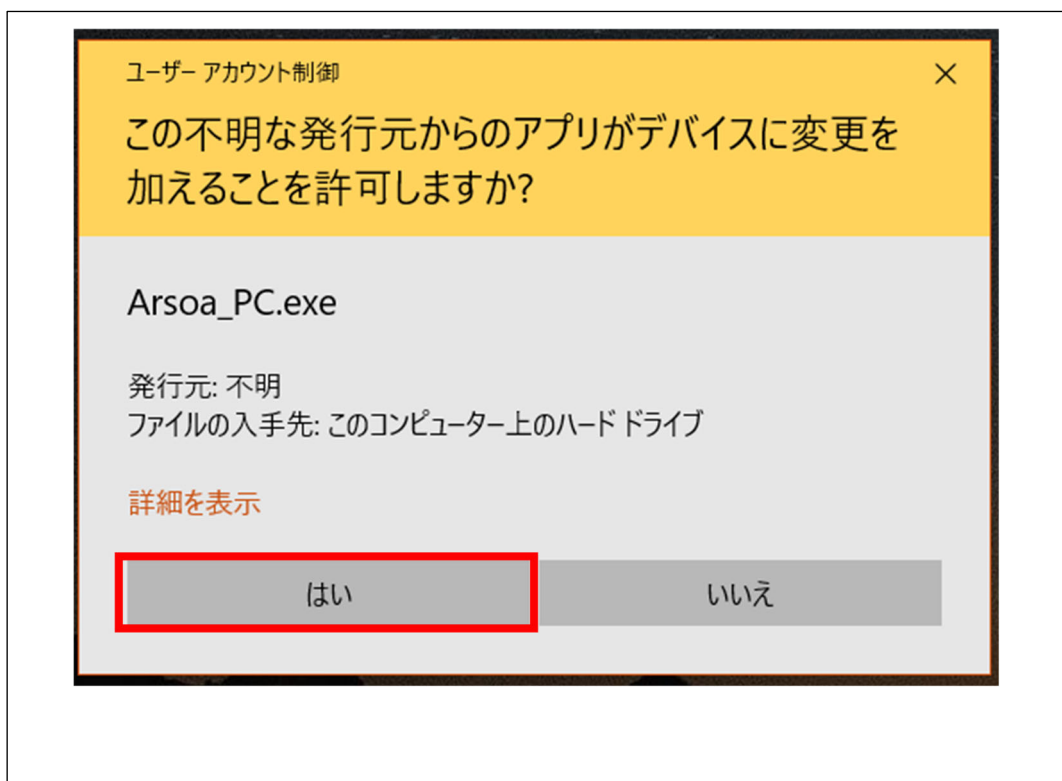 ユーザー アカウント制御
この不明な発行元からのアプリがデバイスに変更を
加えることを許可しますか?
Arsoa_PC.exe
発行元: 不明
ファイルの入手先: このコンピューター上のハード ドライブ
詳細を表示
はい
いいえ